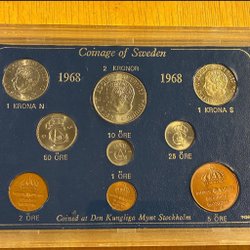 Coinage of Sweden
2 KRONOR
1968
1968
1 KRONA N
1 KRONA S
10 ÖRE
50 ÖRE
25 ÖRE
1 ÖRE
2 ÖRE
5 ÖRE
Coined at Den Kungliga Mynt Stockholm